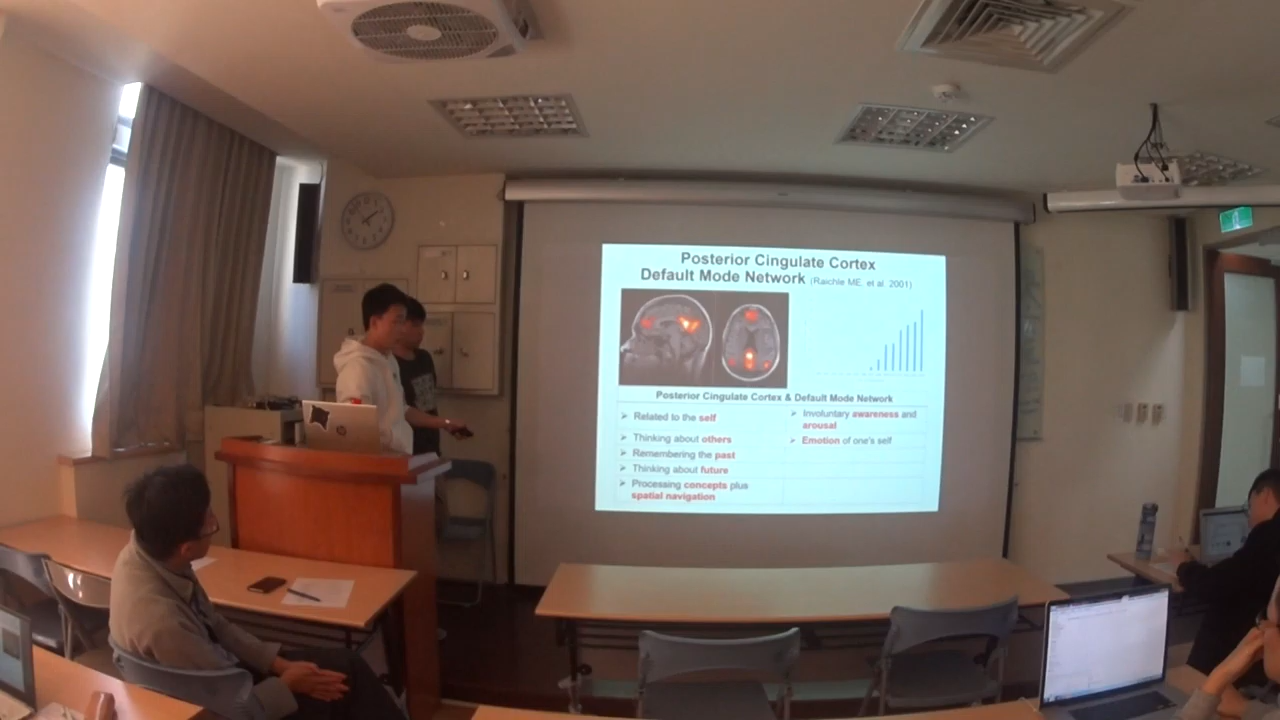 Posterior Cingulate Cortex
Default Mode Network (Raichle ME. et al. 2001)
Posterior Cingulate Cortex & Default Mode Network
➢ Related to the self
➢ Thinking about others
➢ Remembering the past
➢ Thinking about future
➢ Processing concepts plus
spatial navigation
➢ Involuntary awareness and
arousal
➢ Emotion of one's self